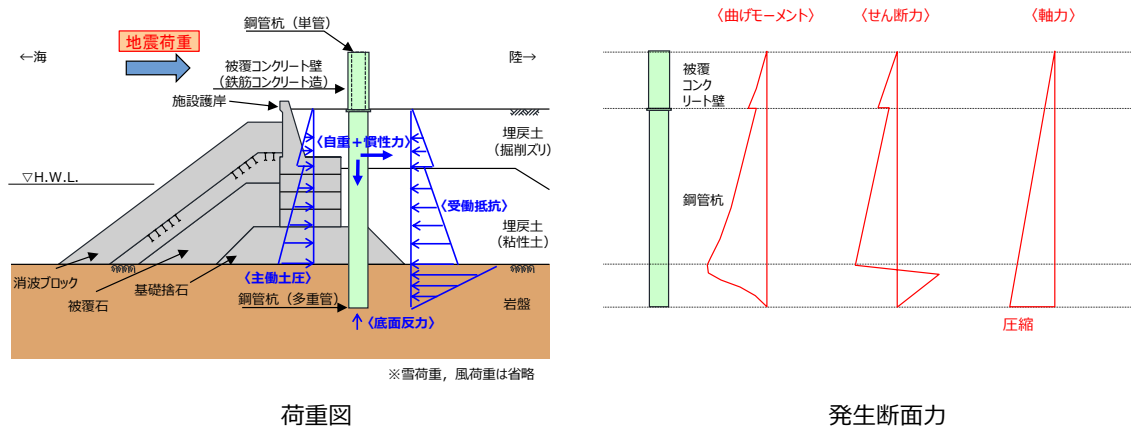 鋼管杭（単管）
←海
地震荷重
陸→
被覆コンクリート壁
（鉄筋コンクリート造）
施設護岸
〈自重＋慣性力〉
埋戻土
（掘削ズリ）
▽H.W.L.
〈受働抵抗〉
埋戻土
（粘性土）
〈主働土圧〉
消波ブロック
被覆石
基礎捨石
鋼管杭（多重管）
岩盤
〈底面反力〉
※雪荷重，風荷重は省略
荷重図
〈曲げモーメント〉
〈せん断力〉
〈軸力〉
被覆
コンク
リート壁
鋼管杭
圧縮
発生断面力